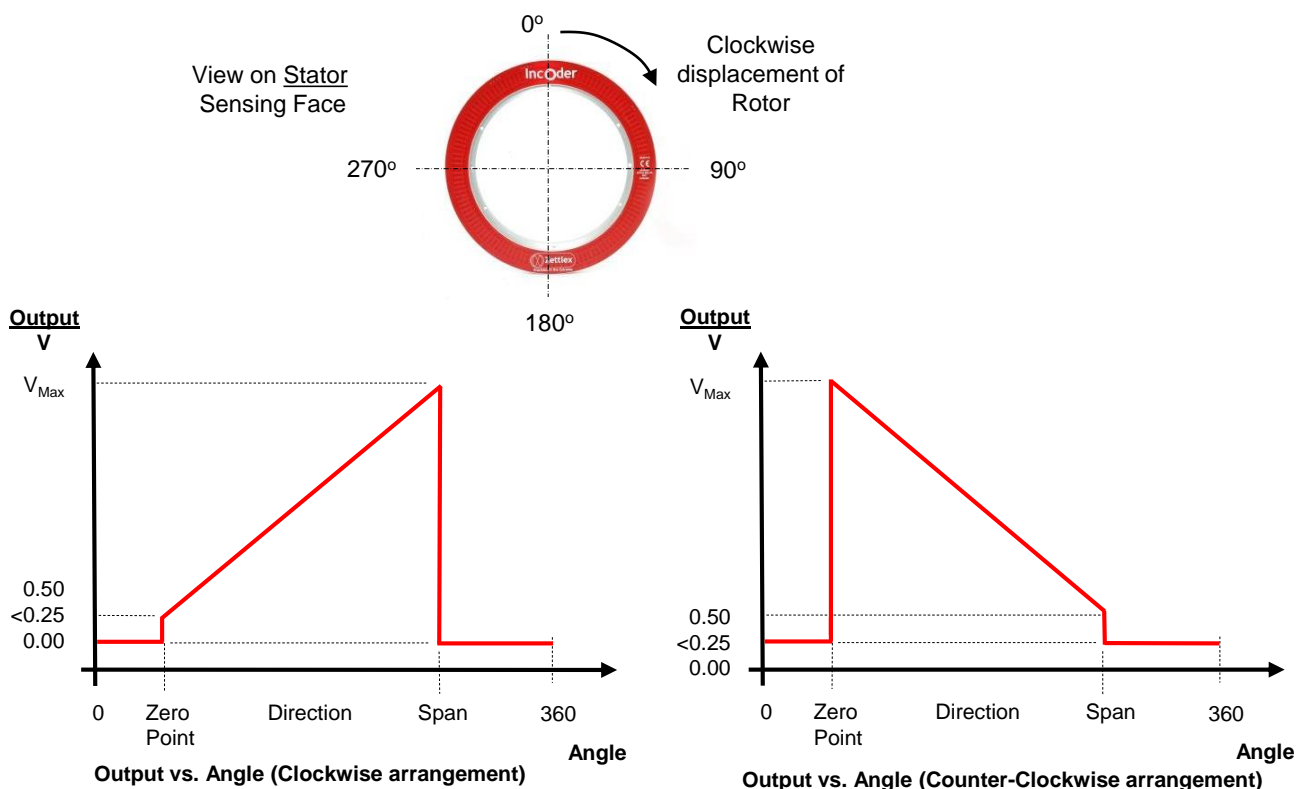 0º
View on Stator
Sensing Face
Clockwise
displacement of
Rotor
IncOder
270º
90º
CE
Zettlex
180º
Output
V
VMax
0.50
<0.25
0.00
0
Zero
Point
Direction
Span
360
Angle
Output vs. Angle (Clockwise arrangement)
Output
V
VMax
0.50
<0.25
0.00
0
Zero
Point
Direction
Span
360
Angle
Output vs. Angle (Counter-Clockwise arrangement)